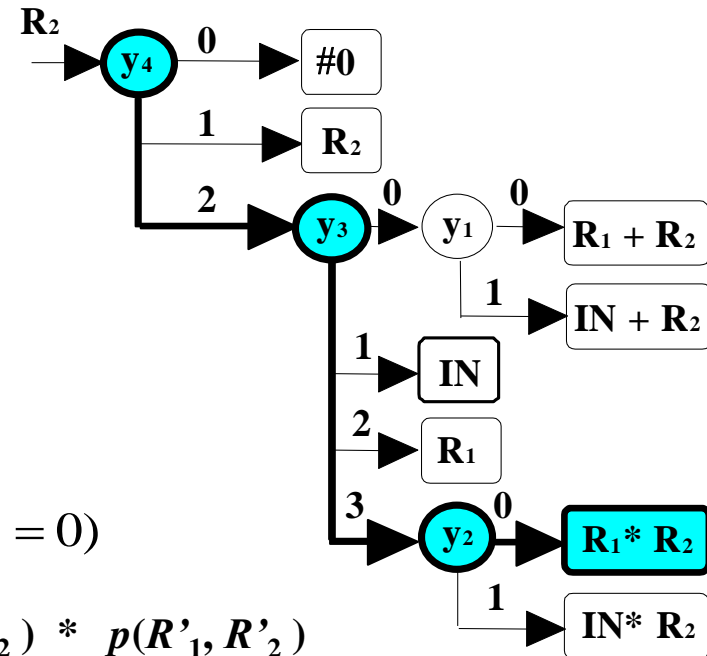 R₂
y₄
0
#0
1
R₂
2
y₃
0
y₁
0
R₁ + R₂
1
IN + R₂
1
IN
2
R₁
3
y₂
0
R₁* R₂
1
IN* R₂
= 0)
₂) * p(R’₁, R’₂)